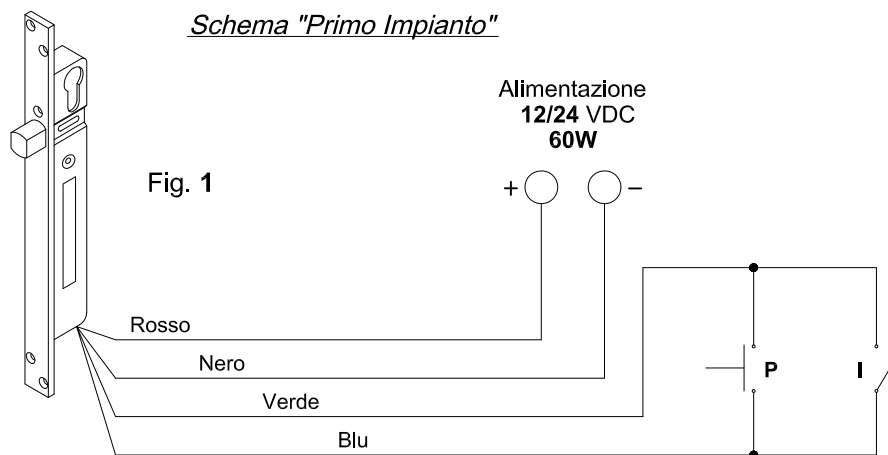 Schema "Primo Impianto"
Alimentazione
12/24 VDC
60W
Fig. 1
+ –
Rosso
Nero
P I
Verde
Blu